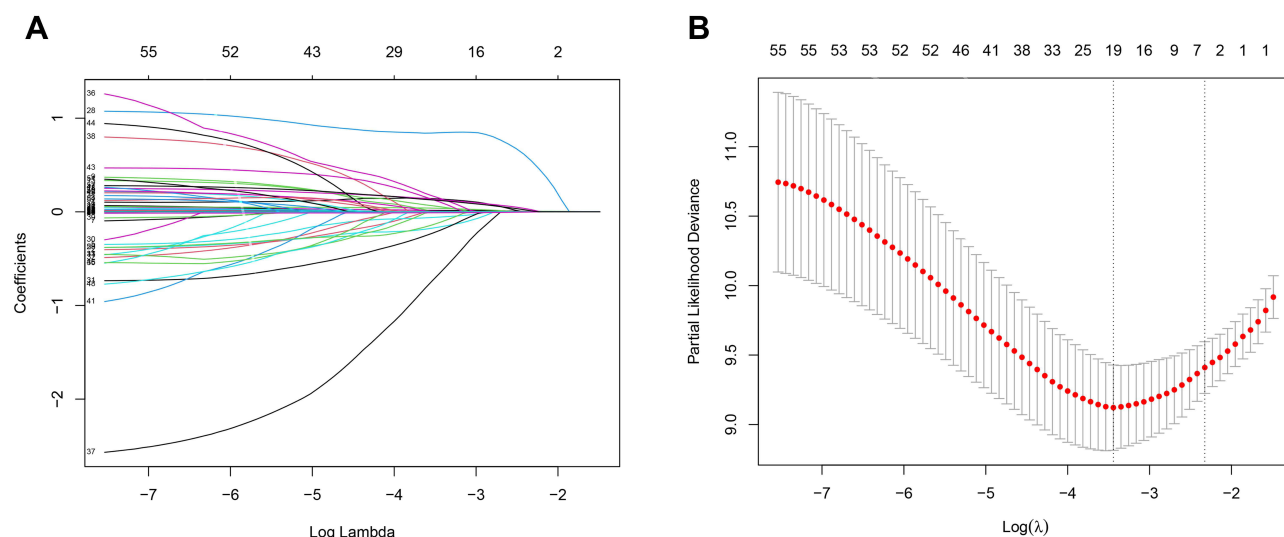 A
55 52 43 29 16 2
1
0
−1
−2
Coefficients
36
28
44
38
43
30
31
41
37
−7 −6 −5 −4 −3 −2
Log Lambda
B
55 55 53 53 52 52 46 41 38 33 25 19 16 9 7 2 1 1
11.0
10.5
10.0
9.5
9.0
Partial Likelihood Deviance
−7 −6 −5 −4 −3 −2
Log(λ)